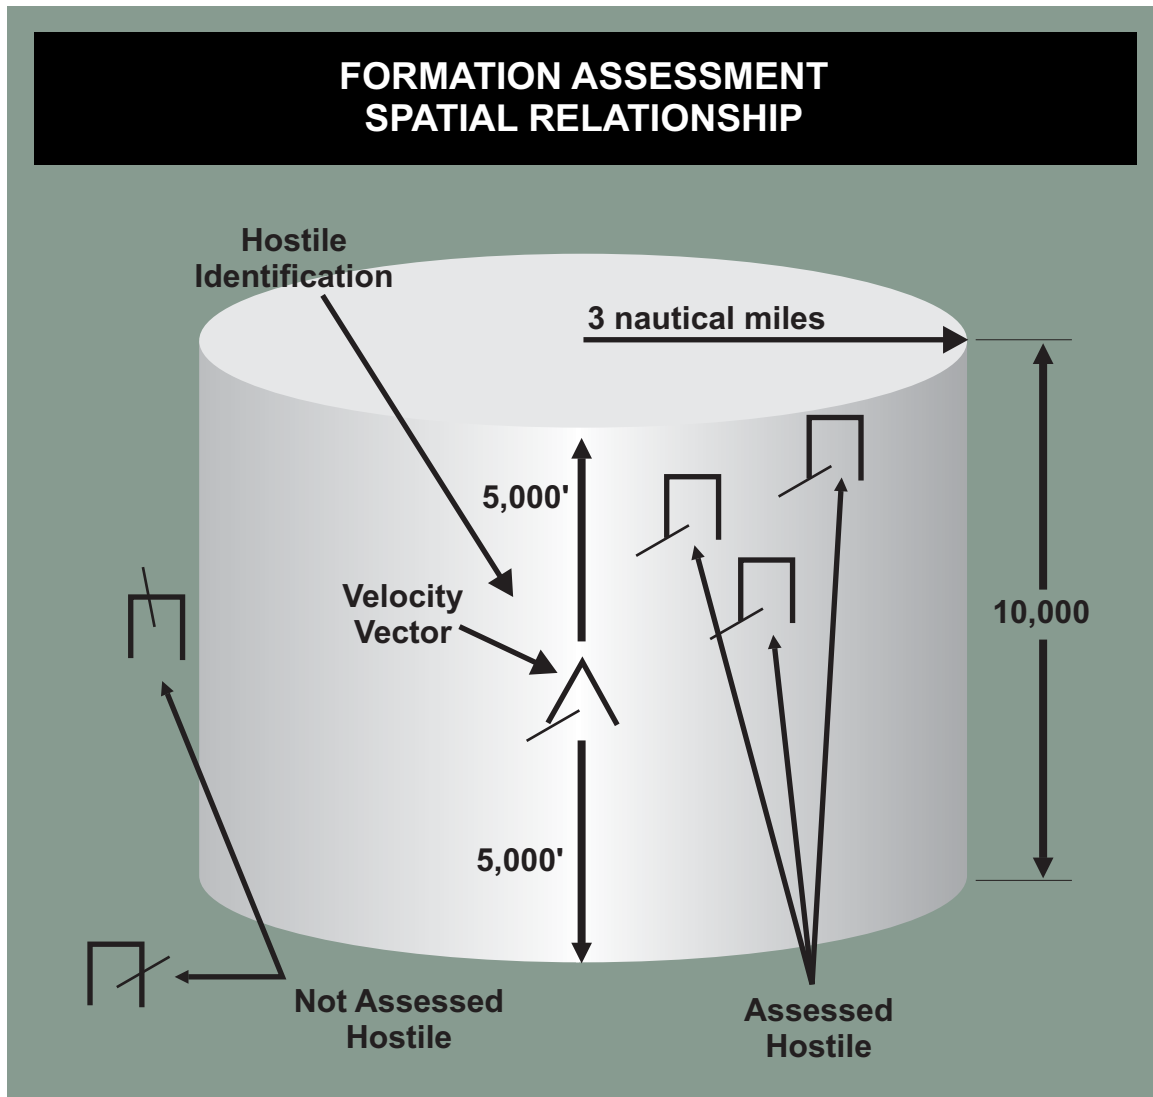 FORMATION ASSESSMENT
SPATIAL RELATIONSHIP
Hostile
Identification
3 nautical miles
5,000'
Velocity
Vector
10,000
5,000'
Not Assessed
Hostile
Assessed
Hostile